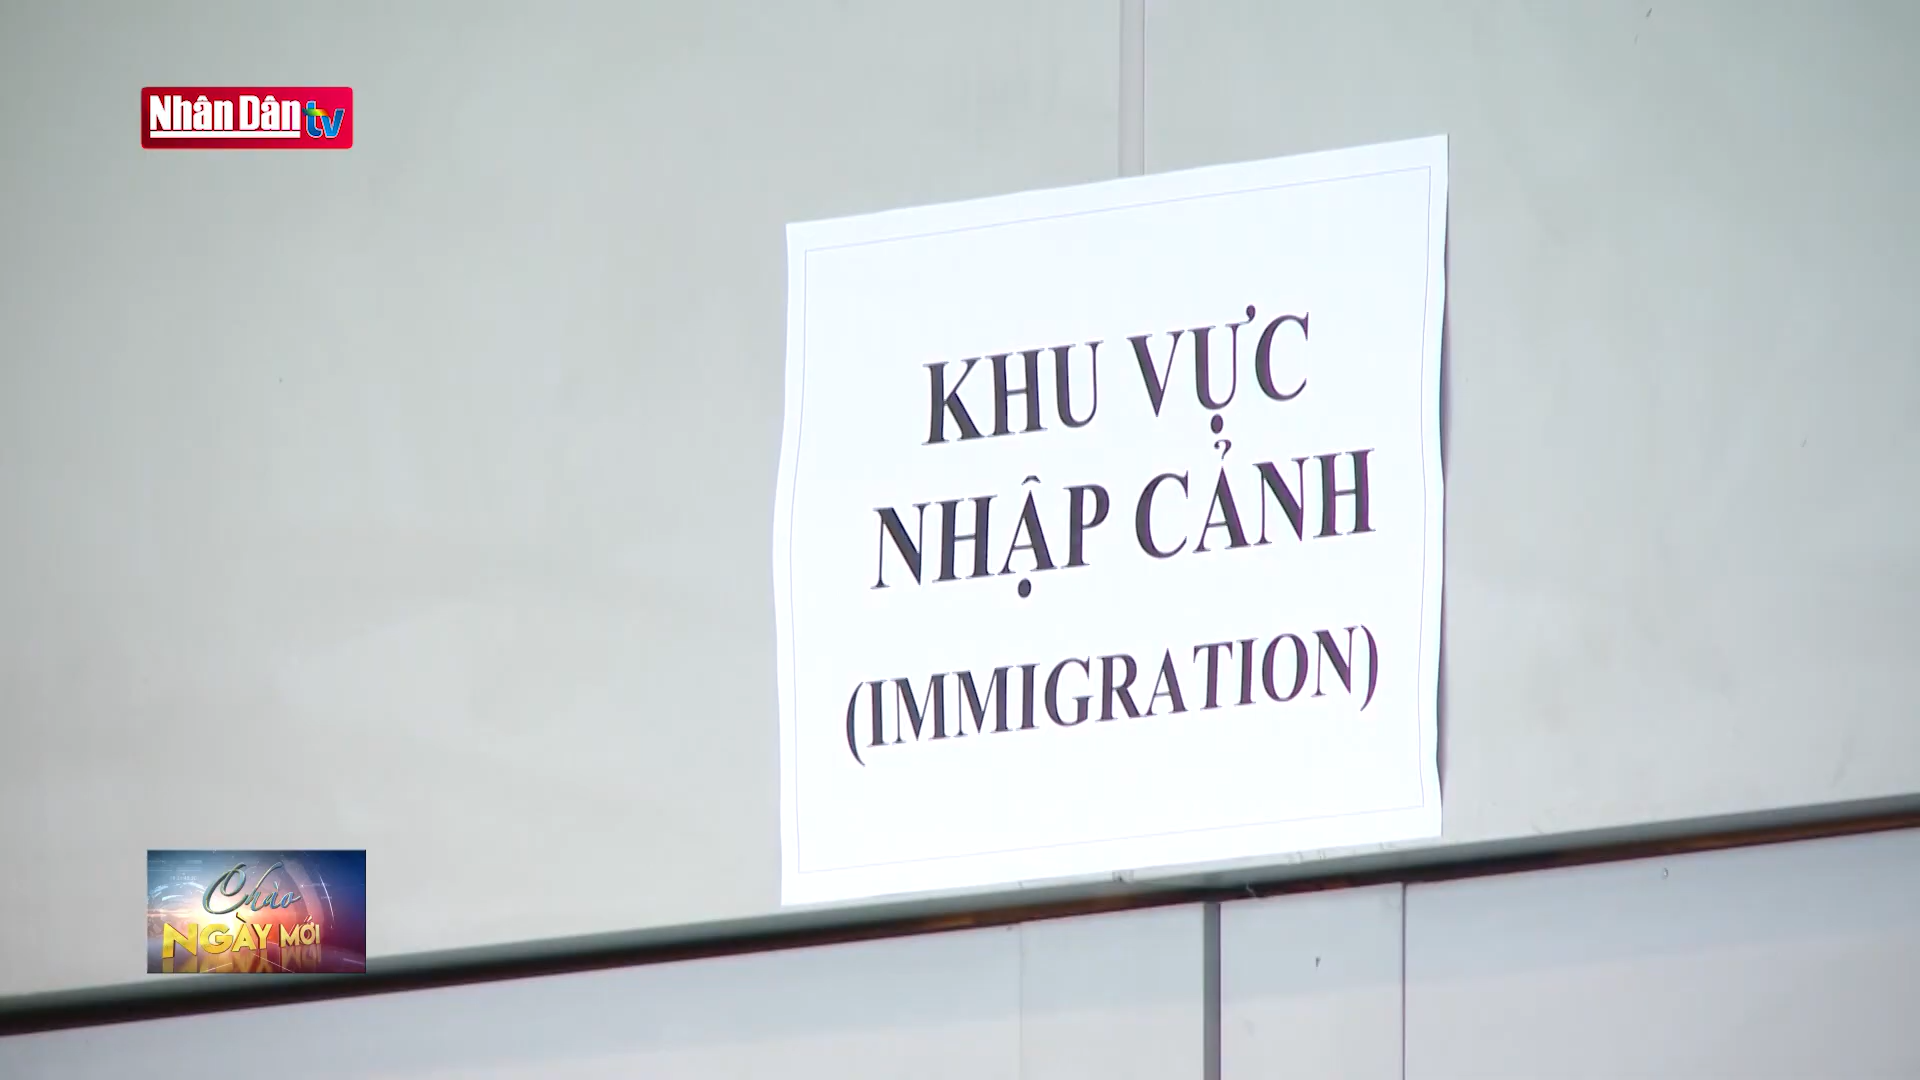 Nhân Dân tv
KHU VỰC
NHẬP CẢNH
(IMMIGRATION)
Chào
NGÀY MỚI